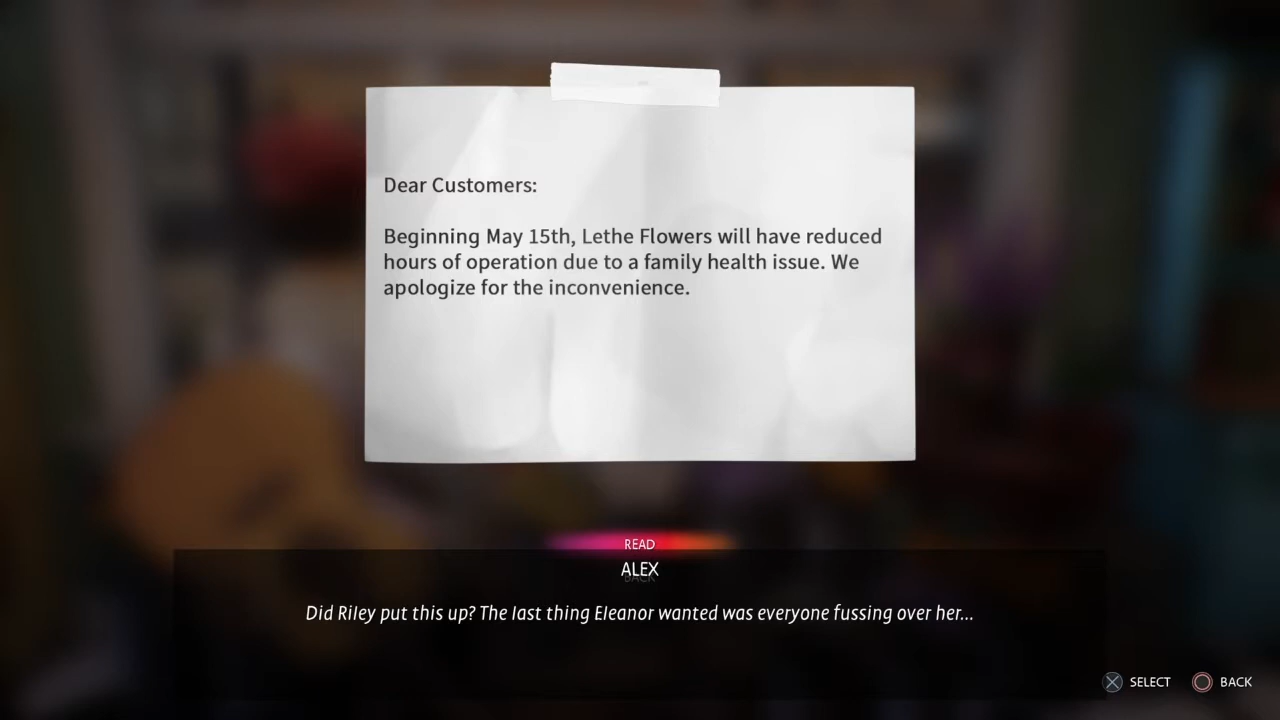 Dear Customers:
Beginning May 15th, Lethe Flowers will have reduced
hours of operation due to a family health issue. We
apologize for the inconvenience.
READ
ALEX
BACK
Did Riley put this up? The last thing Eleanor wanted was everyone fussing over her...
SELECT
BACK